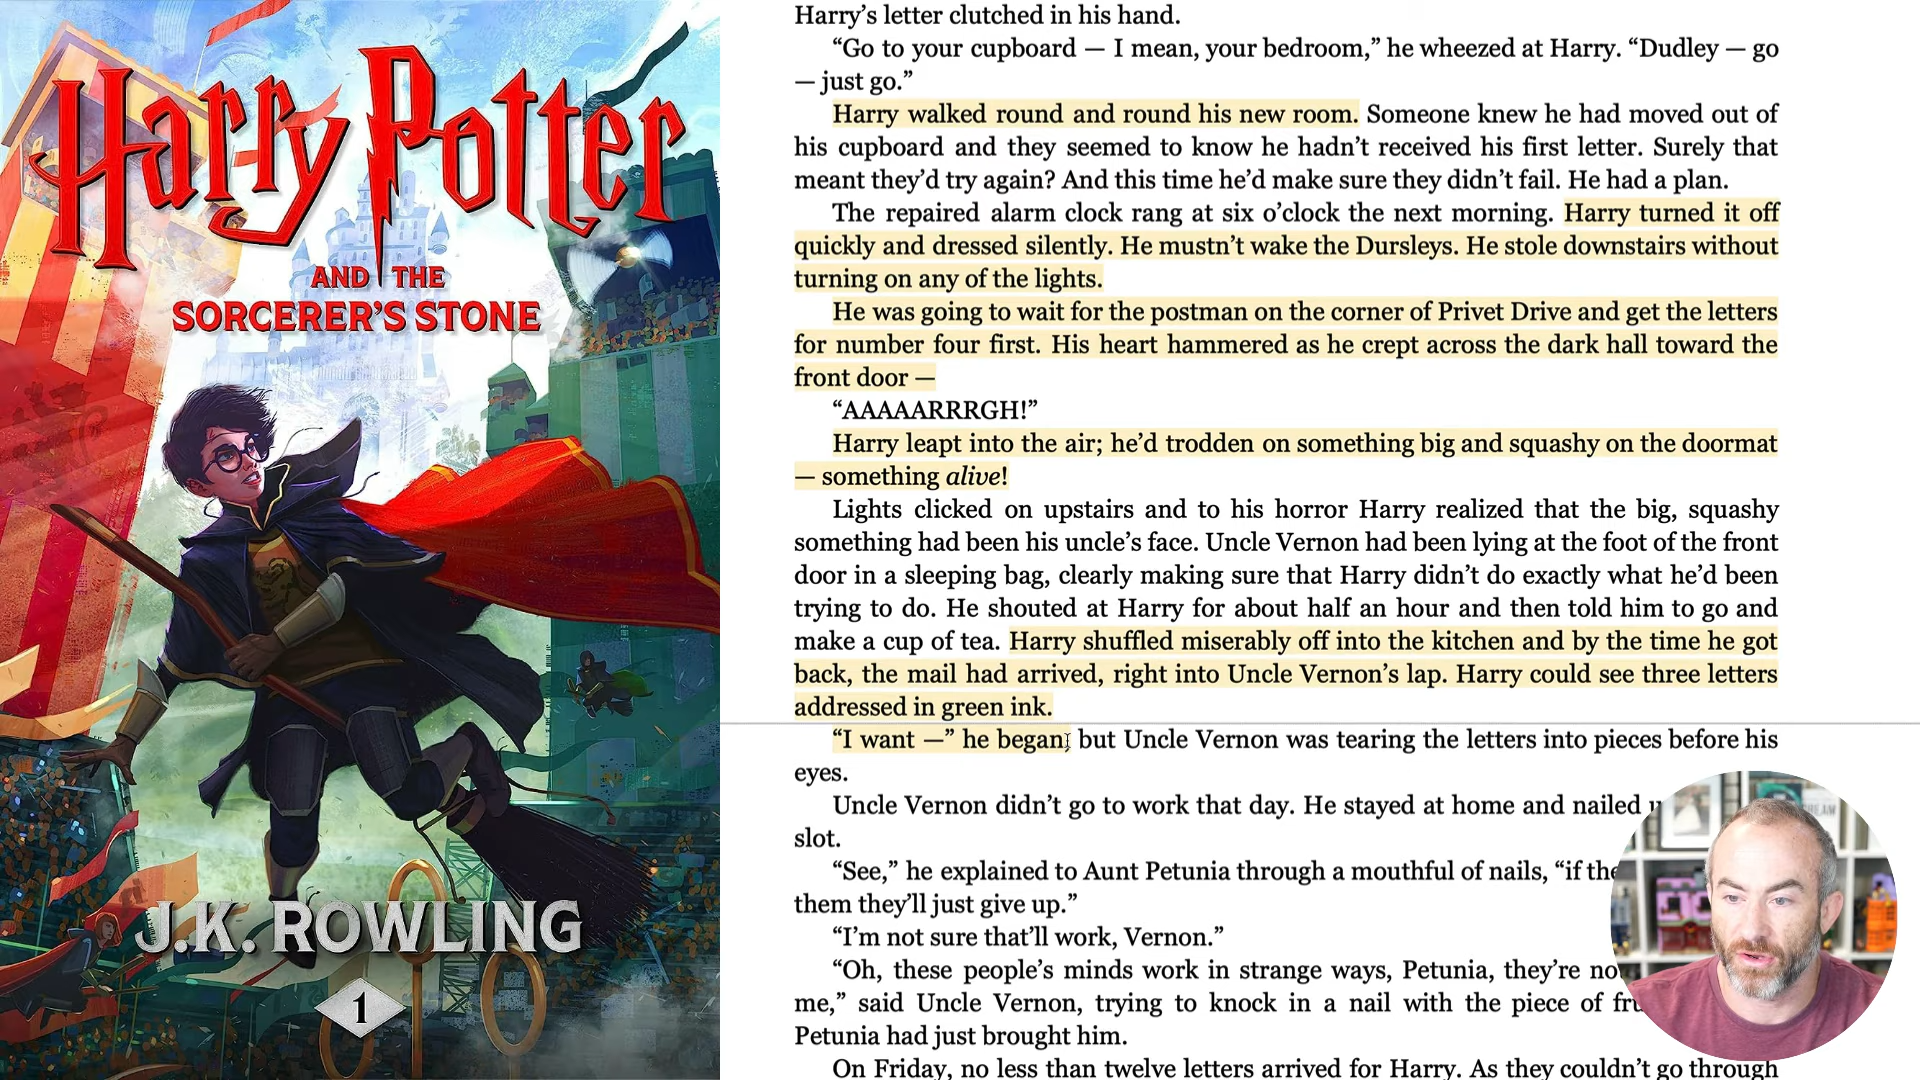 Harry Potter
AND THE
SORCERER'S STONE
J.K. ROWLING
1
Harry’s letter clutched in his hand.
“Go to your cupboard — I mean, your bedroom,” he wheezed at Harry. “Dudley — go
— just go.”
Harry walked round and round his new room. Someone knew he had moved out of
his cupboard and they seemed to know he hadn’t received his first letter. Surely that
meant they’d try again? And this time he’d make sure they didn’t fail. He had a plan.
The repaired alarm clock rang at six o’clock the next morning. Harry turned it off
quickly and dressed silently. He mustn’t wake the Dursleys. He stole downstairs without
turning on any of the lights.
He was going to wait for the postman on the corner of Privet Drive and get the letters
for number four first. His heart hammered as he crept across the dark hall toward the
front door —
“AAAAARRRGH!”
Harry leapt into the air; he’d trodden on something big and squashy on the doormat
— something alive!
Lights clicked on upstairs and to his horror Harry realized that the big, squashy
something had been his uncle’s face. Uncle Vernon had been lying at the foot of the front
door in a sleeping bag, clearly making sure that Harry didn’t do exactly what he’d been
trying to do. He shouted at Harry for about half an hour and then told him to go and
make a cup of tea. Harry shuffled miserably off into the kitchen and by the time he got
back, the mail had arrived, right into Uncle Vernon’s lap. Harry could see three letters
addressed in green ink.
“I want —” he began, but Uncle Vernon was tearing the letters into pieces before his
eyes.
Uncle Vernon didn’t go to work that day. He stayed at home and nailed
slot.
“See,” he explained to Aunt Petunia through a mouthful of nails, “if
them they’ll just give up.”
“I’m not sure that’ll work, Vernon.”
“Oh, these people’s minds work in strange ways, Petunia, they’re
me,” said Uncle Vernon, trying to knock in a nail with the piece of
Petunia had just brought him.
On Friday, no less than twelve letters arrived for Harry. As they couldn’t go through